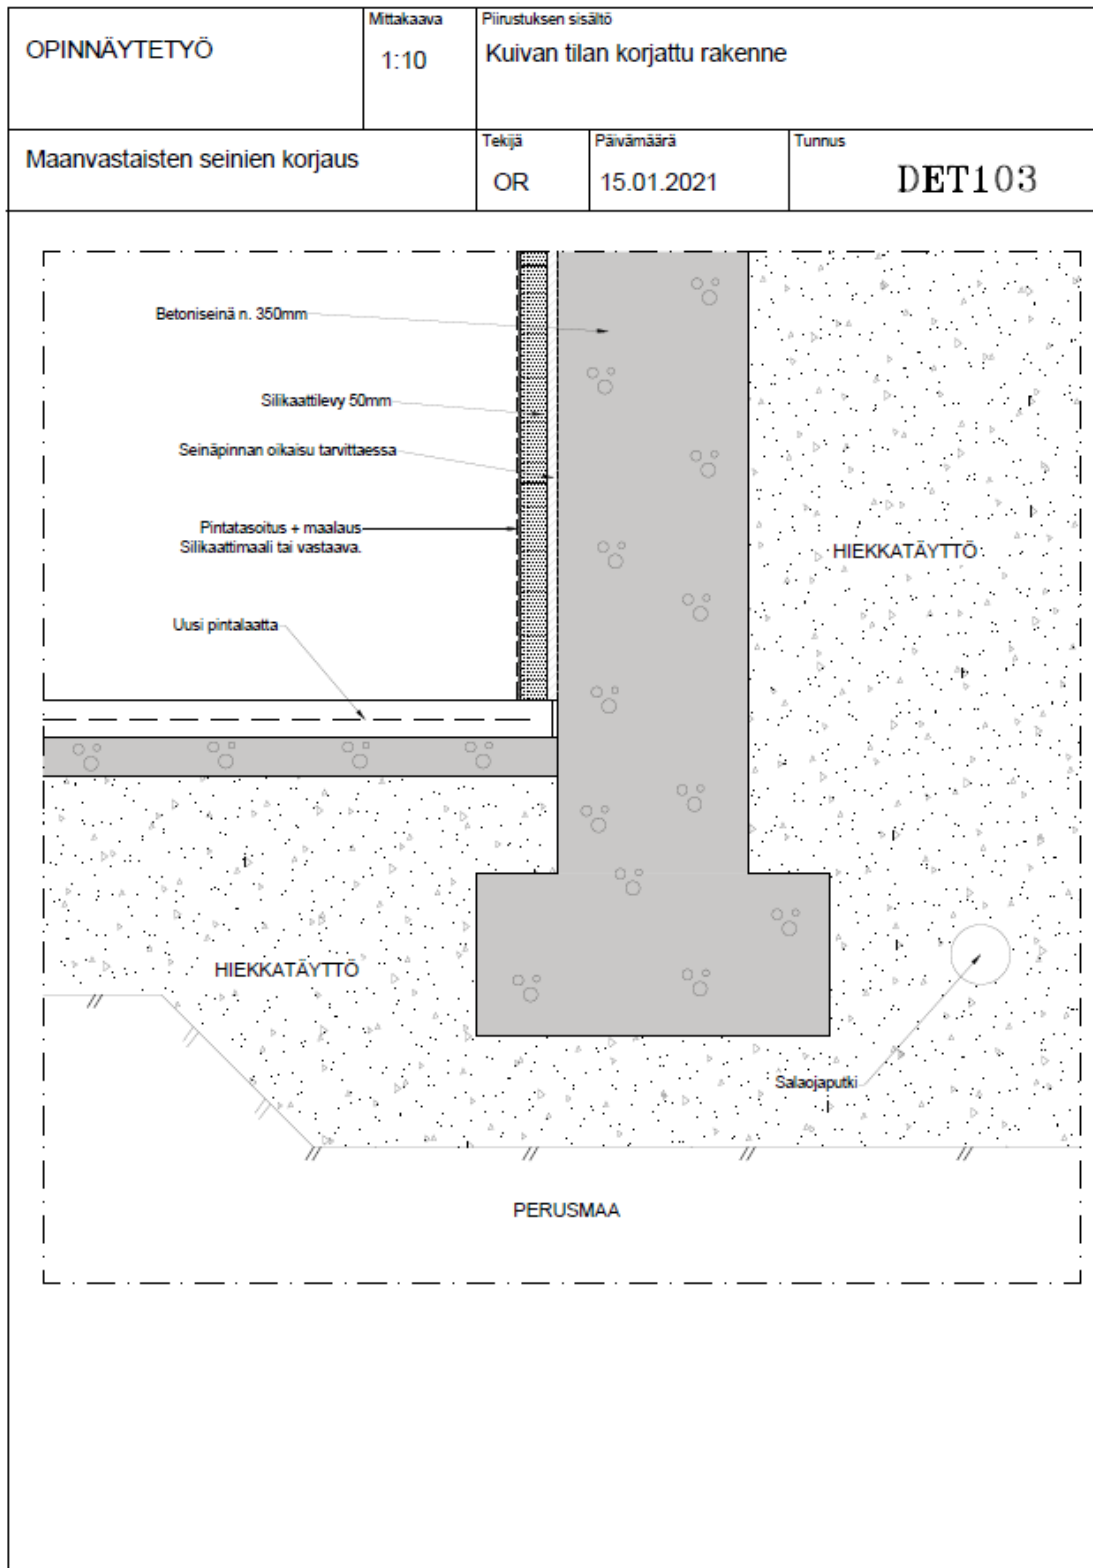 OPINNÄYTETYÖ
Mittakaava
1:10
Piirustuksen sisältö
Kuivan tilan korjattu rakenne
Maanvastaisten seinien korjaus
Tekijä
OR
Päivämäärä
15.01.2021
Tunnus
DET103
Betoniseinä n. 350mm
Silikaattilevy 50mm
Seinäpinnan oikaisu tarvittaessa
Pintatasoitus + maalaus
Silikaattimaali tai vastaava.
HIEKKATÄYTTÖ
Uusi pintalaatta
HIEKKATÄYTTÖ
Salaojaputki
PERUSMAA